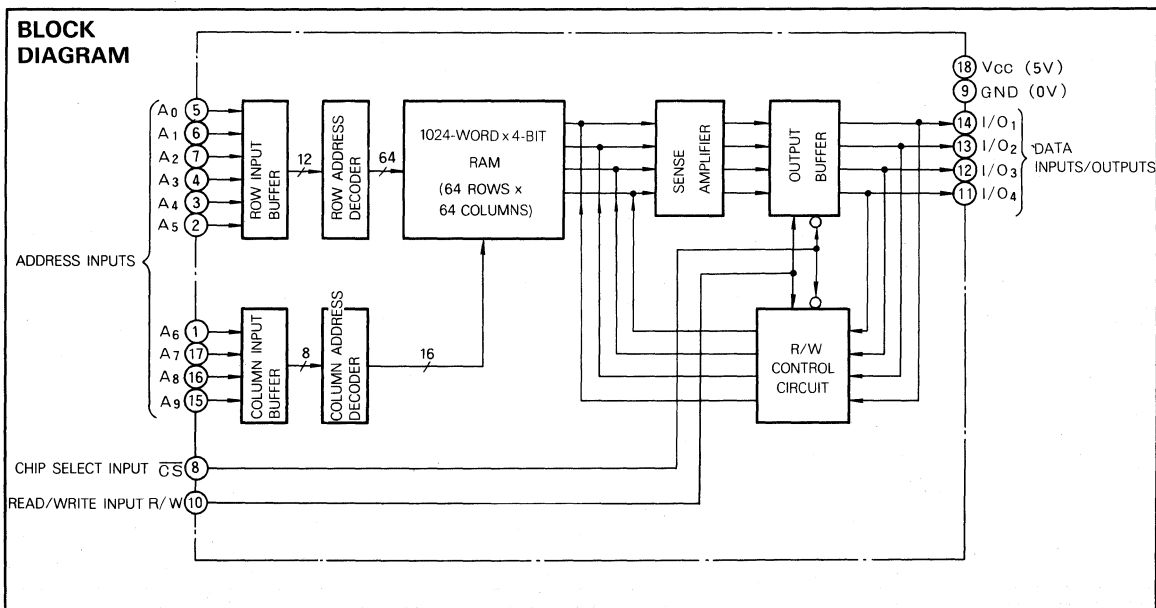 BLOCK
DIAGRAM
18 VCC (5V)
9 GND (0V)
A0 5
A1 6
A2 7
A3 4
A4 3
A5 2
ROW INPUT
BUFFER
12
ROW ADDRESS
DECODER
64
1024-WORD x 4-BIT
RAM
(64 ROWS x
64 COLUMNS)
SENSE
AMPLIFIER
OUTPUT
BUFFER
14 I/O1
13 I/O2
12 I/O3
11 I/O4
DATA
INPUTS/OUTPUTS
ADDRESS INPUTS
A6 1
A7 17
A8 16
A9 15
COLUMN INPUT
BUFFER
8
COLUMN ADDRESS
DECODER
16
R/W
CONTROL
CIRCUIT
CHIP SELECT INPUT C̅S̅ 8
READ/WRITE INPUT R/W 10